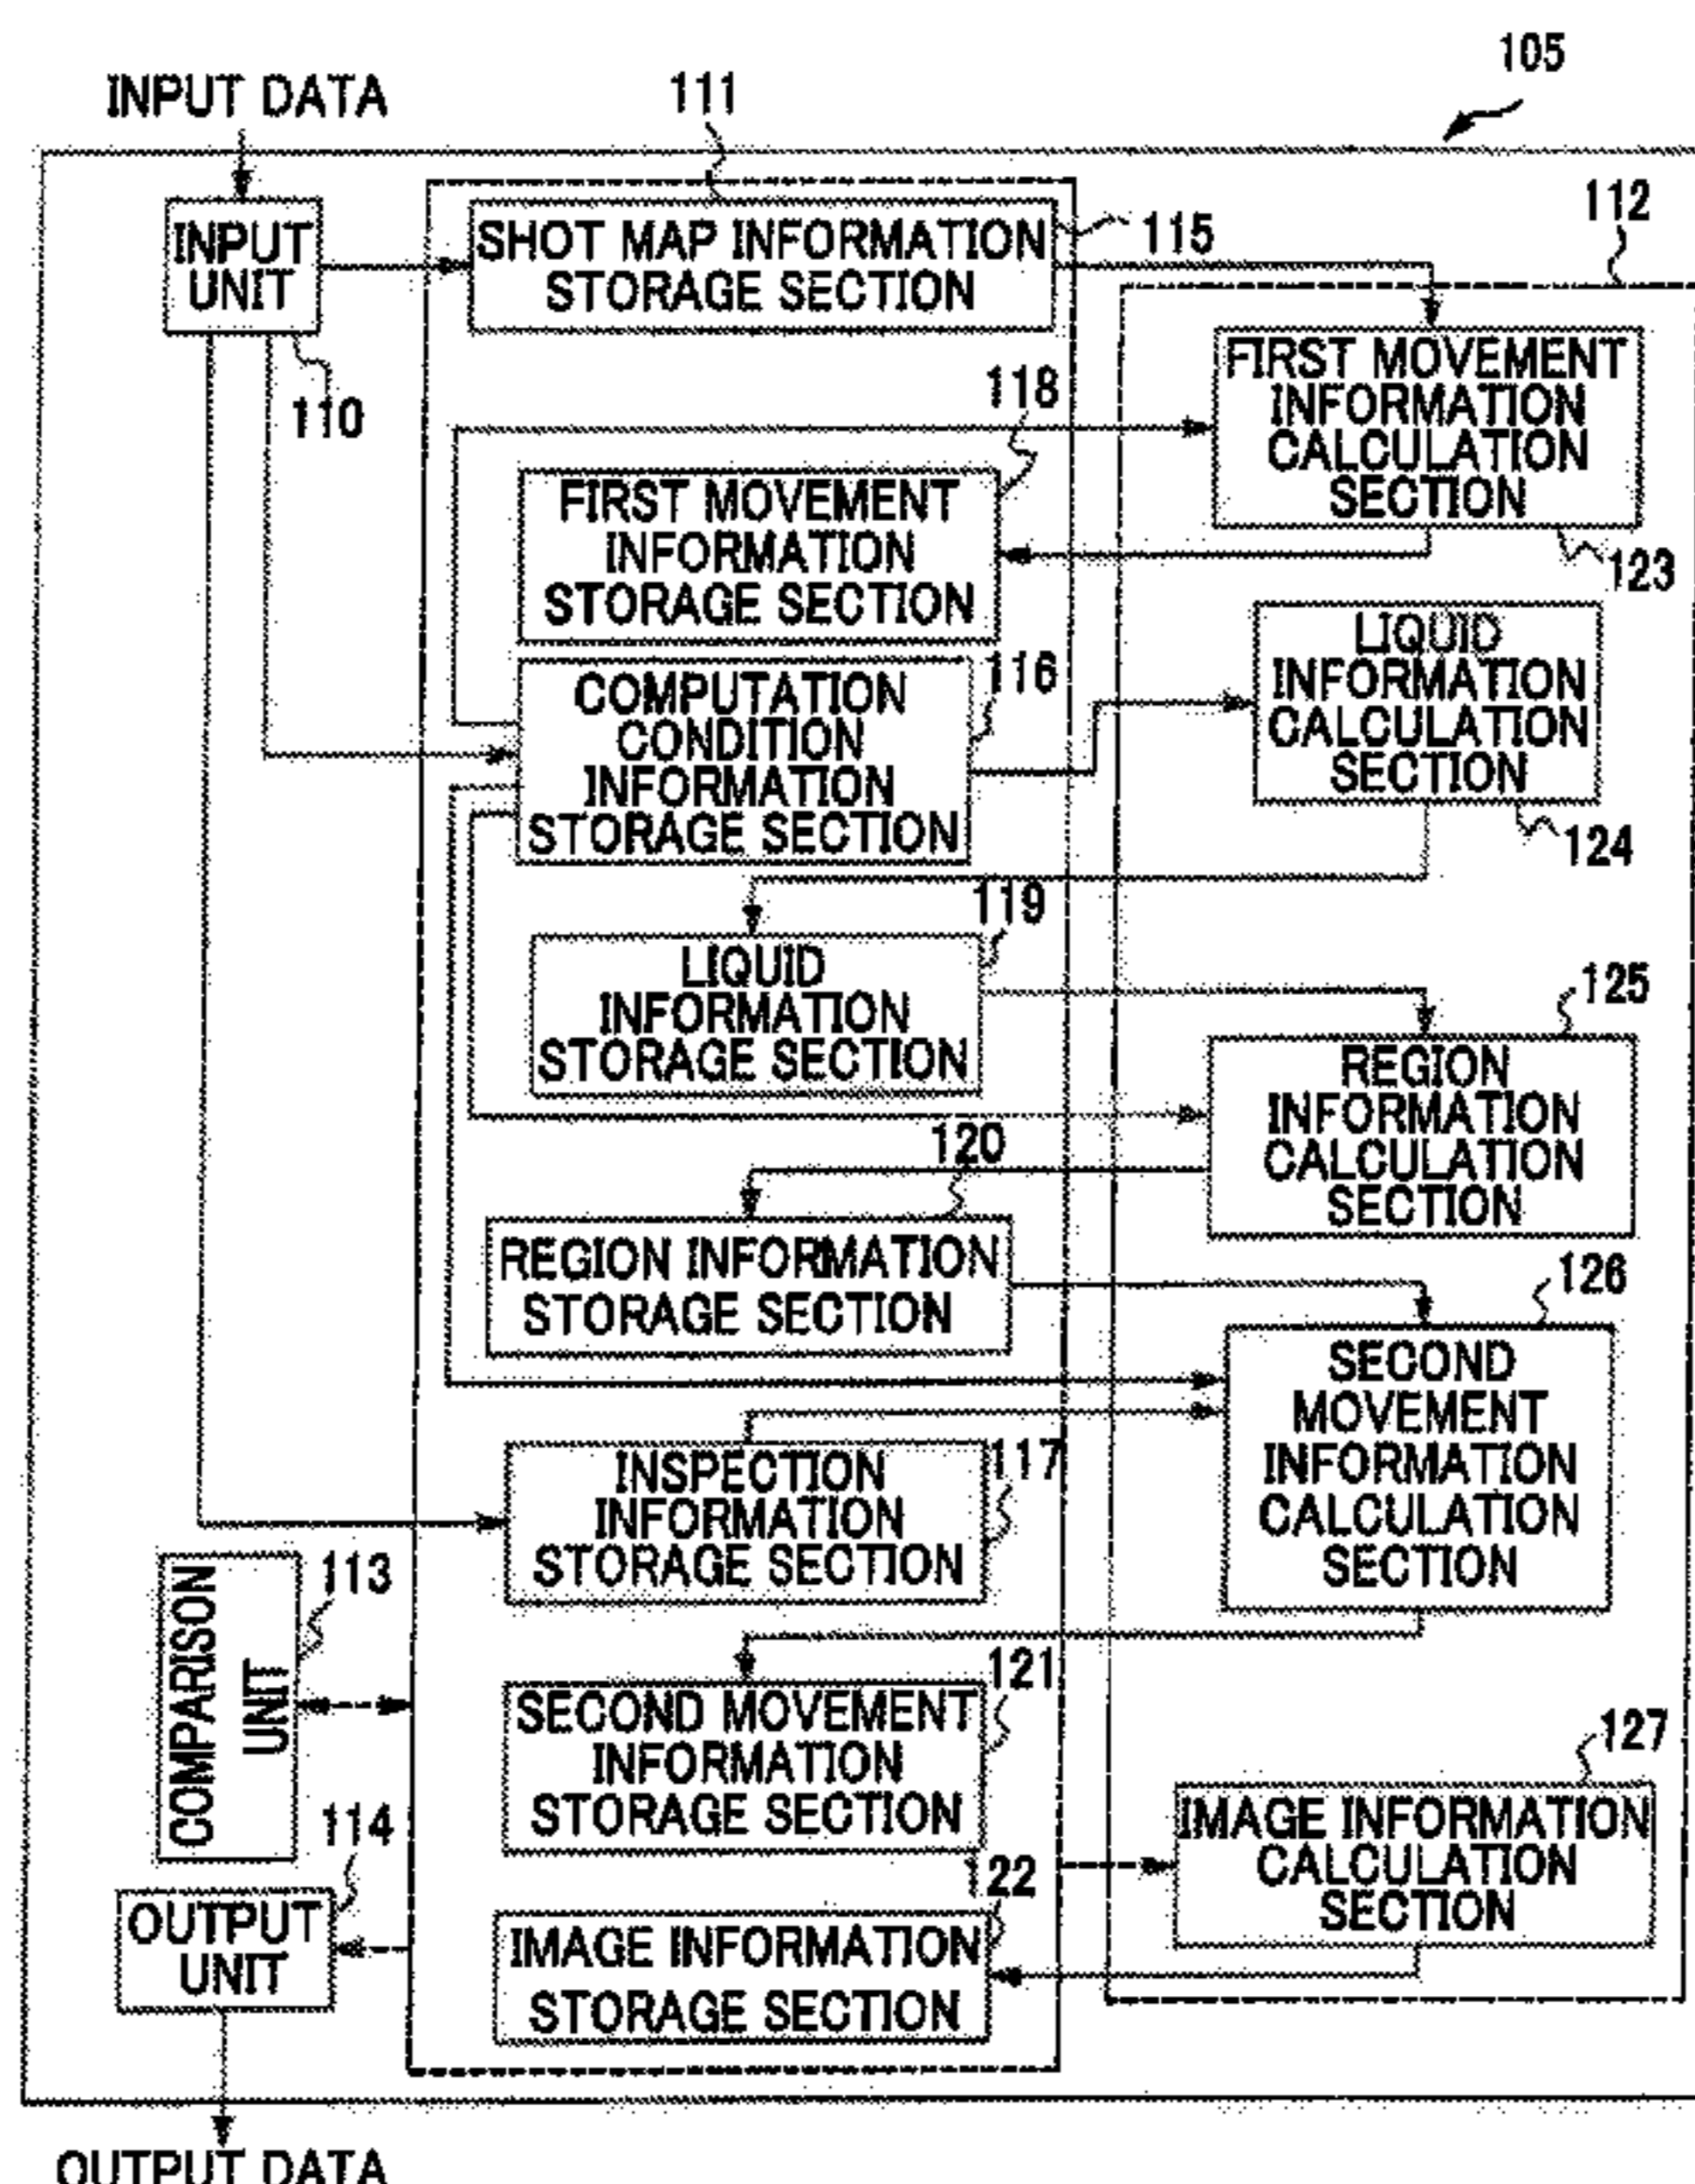 105
INPUT DATA
111
112
INPUT
UNIT
SHOT MAP INFORMATION
STORAGE SECTION
115
110
FIRST MOVEMENT
INFORMATION
CALCULATION
SECTION
118
FIRST MOVEMENT
INFORMATION
STORAGE SECTION
123
LIQUID
INFORMATION
CALCULATION
SECTION
116
COMPUTATION
CONDITION
INFORMATION
STORAGE SECTION
124
119
LIQUID
INFORMATION
STORAGE SECTION
125
REGION
INFORMATION
CALCULATION
SECTION
120
REGION INFORMATION
STORAGE SECTION
126
SECOND
MOVEMENT
INFORMATION
CALCULATION
SECTION
117
INSPECTION
INFORMATION
STORAGE SECTION
113
COMPARISON
UNIT
121
SECOND MOVEMENT
INFORMATION
STORAGE SECTION
127
IMAGE INFORMATION
CALCULATION
SECTION
114
OUTPUT
UNIT
122
IMAGE INFORMATION
STORAGE SECTION
OUTPUT DATA